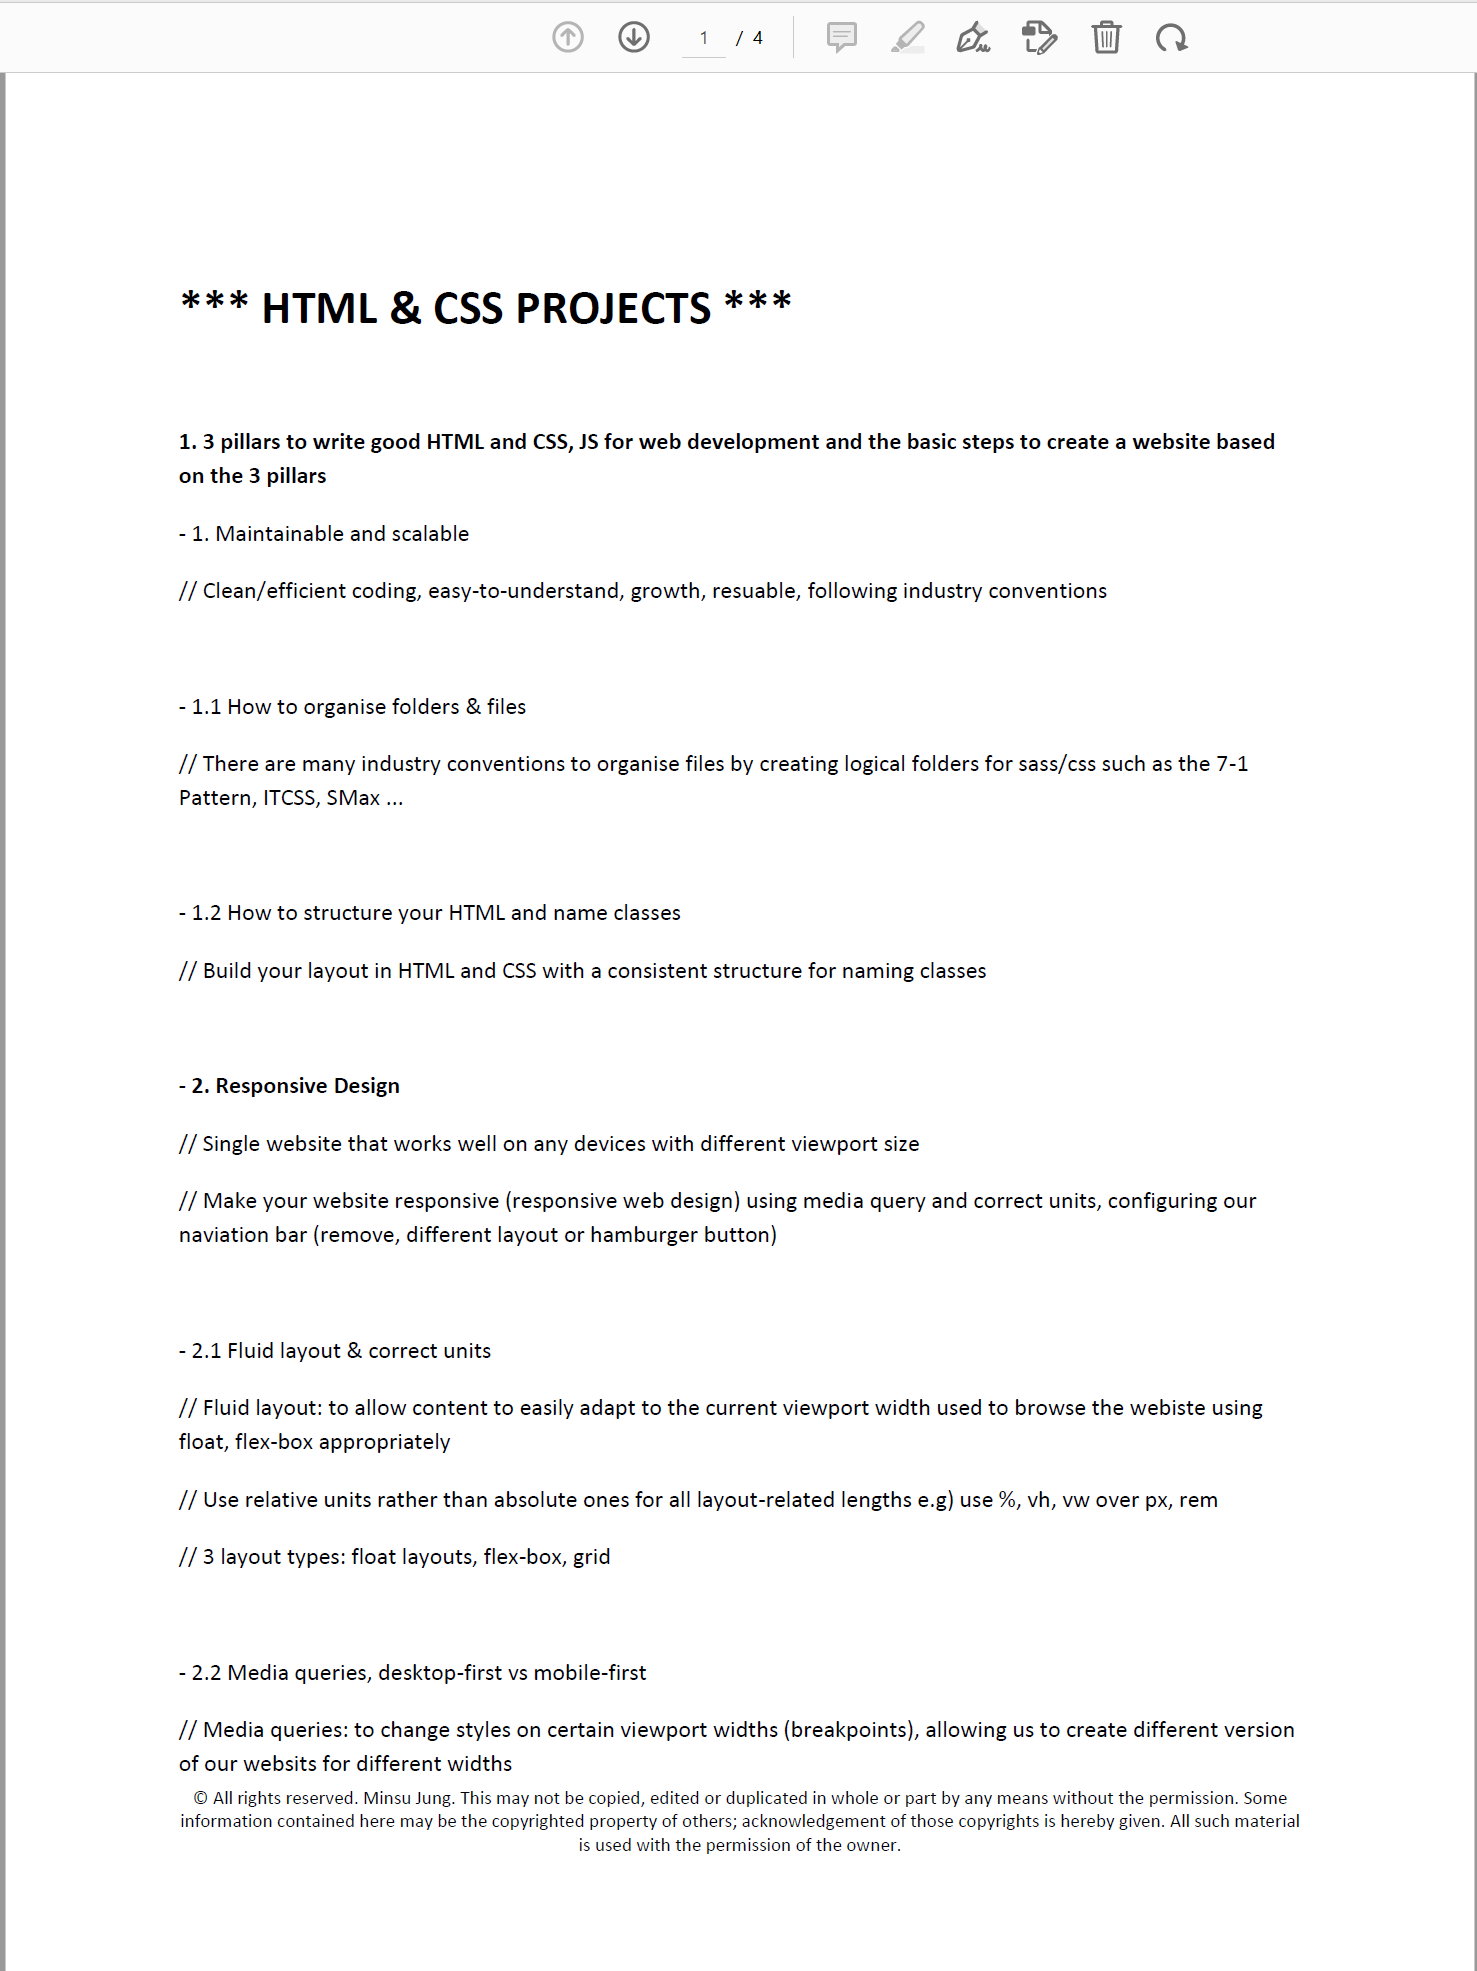 1 / 4
*** HTML & CSS PROJECTS ***
1. 3 pillars to write good HTML and CSS, JS for web development and the basic steps to create a website based
on the 3 pillars
- 1. Maintainable and scalable
// Clean/efficient coding, easy-to-understand, growth, resuable, following industry conventions
- 1.1 How to organise folders & files
// There are many industry conventions to organise files by creating logical folders for sass/css such as the 7-1
Pattern, ITCSS, SMax ...
- 1.2 How to structure your HTML and name classes
// Build your layout in HTML and CSS with a consistent structure for naming classes
- 2. Responsive Design
// Single website that works well on any devices with different viewport size
// Make your website responsive (responsive web design) using media query and correct units, configuring our
naviation bar (remove, different layout or hamburger button)
- 2.1 Fluid layout & correct units
// Fluid layout: to allow content to easily adapt to the current viewport width used to browse the webiste using
float, flex-box appropriately
// Use relative units rather than absolute ones for all layout-related lengths e.g) use %, vh, vw over px, rem
// 3 layout types: float layouts, flex-box, grid
- 2.2 Media queries, desktop-first vs mobile-first
// Media queries: to change styles on certain viewport widths (breakpoints), allowing us to create different version
of our websits for different widths
© All rights reserved. Minsu Jung. This may not be copied, edited or duplicated in whole or part by any means without the permission. Some
information contained here may be the copyrighted property of others; acknowledgement of those copyrights is hereby given. All such material
is used with the permission of the owner.